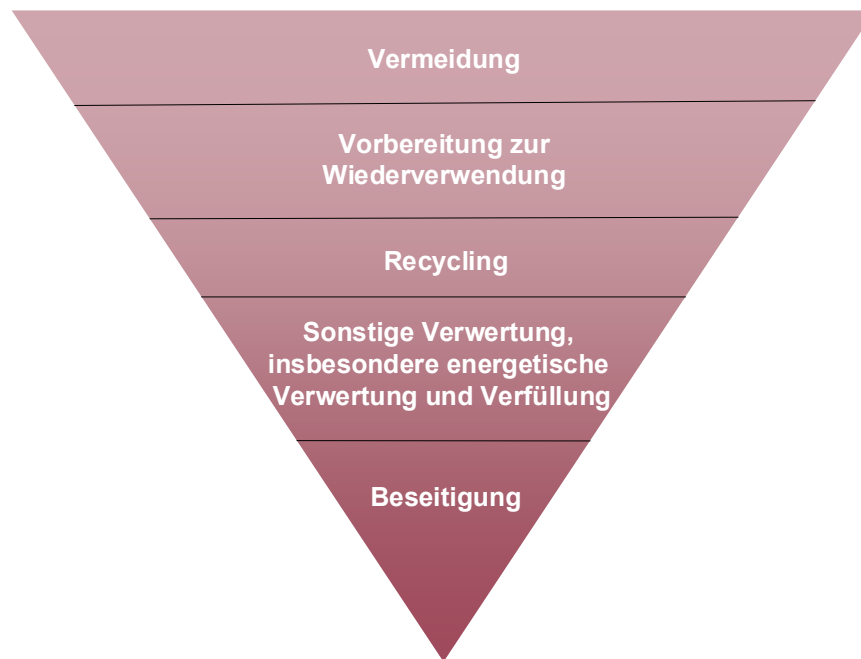 Vermeidung
Vorbereitung zur
Wiederverwendung
Recycling
Sonstige Verwertung,
insbesondere energetische
Verwertung und Verfüllung
Beseitigung